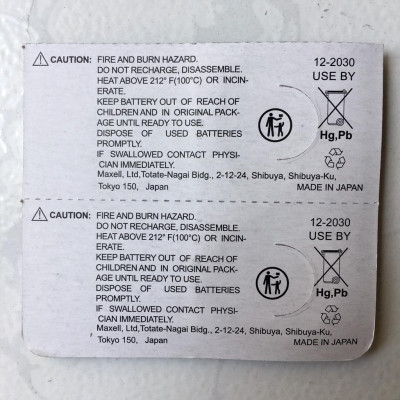 CAUTION: FIRE AND BURN HAZARD.
DO NOT RECHARGE, DISASSEMBLE.
HEAT ABOVE 212° F(100°C) OR INCIN-
ERATE.
KEEP BATTERY OUT OF REACH OF
CHILDREN AND IN ORIGINAL PACK-
AGE UNTIL READY TO USE.
DISPOSE OF USED BATTERIES
PROMPTLY.
IF SWALLOWED CONTACT PHYSI-
CIAN IMMEDIATELY.
Maxell, Ltd,Totate-Nagai Bidg., 2-12-24, Shibuya, Shibuya-Ku,
Tokyo 150, Japan
12-2030
USE BY
Hg,Pb
MADE IN JAPAN
CAUTION: FIRE AND BURN HAZARD.
DO NOT RECHARGE, DISASSEMBLE.
HEAT ABOVE 212° F(100°C) OR INCIN-
ERATE.
KEEP BATTERY OUT OF REACH OF
CHILDREN AND IN ORIGINAL PACK-
AGE UNTIL READY TO USE.
DISPOSE OF USED BATTERIES
PROMPTLY.
IF SWALLOWED CONTACT PHYSI-
CIAN IMMEDIATELY.
Maxell, Ltd,Totate-Nagai Bidg., 2-12-24, Shibuya, Shibuya-Ku,
Tokyo 150, Japan
12-2030
USE BY
Hg,Pb
MADE IN JAPAN